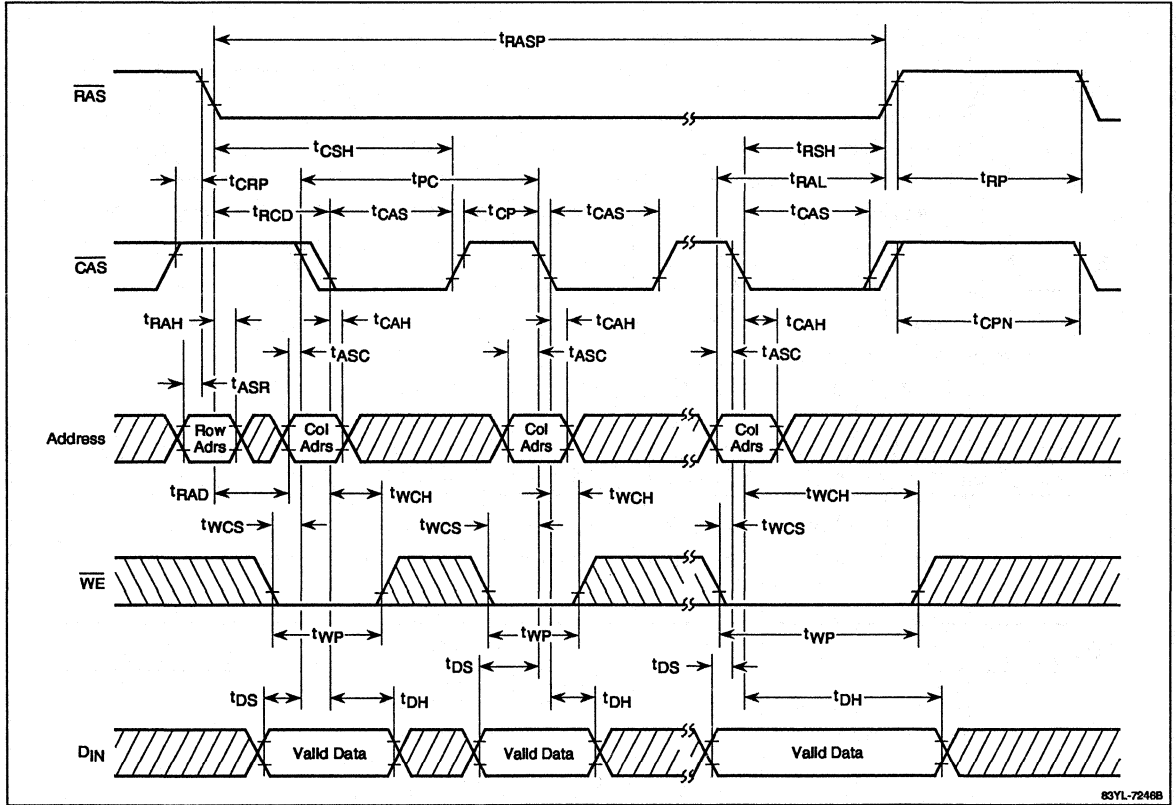 tRASP
RAS
tCSH
tRSH
tCRP
tPC
tRAL
tRP
tRCD
tCAS
tCP
tCAS
tCAS
CAS
tRAH
tCAH
tCAH
tCAH
tCPN
tASC
tASC
tASR
Address
Row Adrs
Col Adrs
Col Adrs
Col Adrs
tRAD
tWCH
tWCH
tWCH
tWCS
tWCS
tWCS
WE
tWP
tWP
tWP
tDS
tDS
tDS
tDH
tDH
tDH
DIN
Valid Data
Valid Data
Valid Data
83YL-7246B